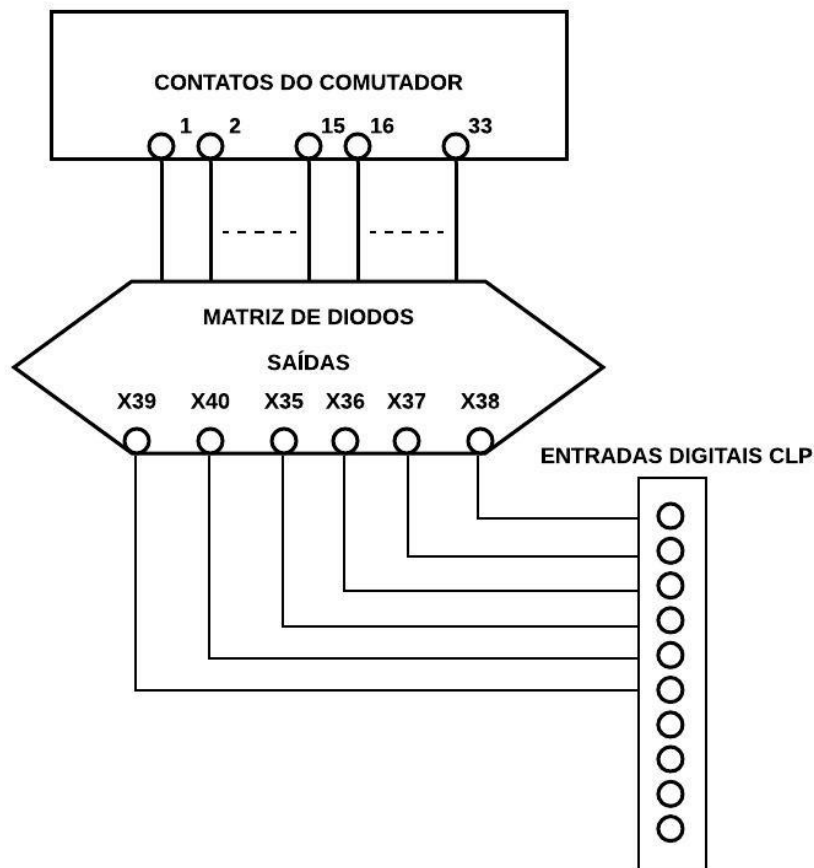 CONTATOS DO COMUTADOR
1 2 15 16 33
MATRIZ DE DIODOS
SAÍDAS
X39 X40 X35 X36 X37 X38
ENTRADAS DIGITAIS CLP